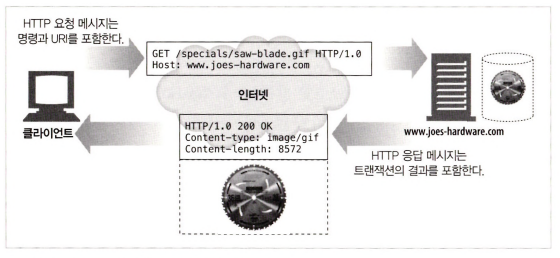 HTTP 요청 메시지는
명령과 URI를 포함한다.
GET /specials/saw-blade.gif HTTP/1.0
Host: www.joes-hardware.com
인터넷
클라이언트
HTTP/1.0 200 OK
Content-type: image/gif
Content-length: 8572
www.joes-hardware.com
HTTP 응답 메시지는
트랜잭션의 결과를 포함한다.